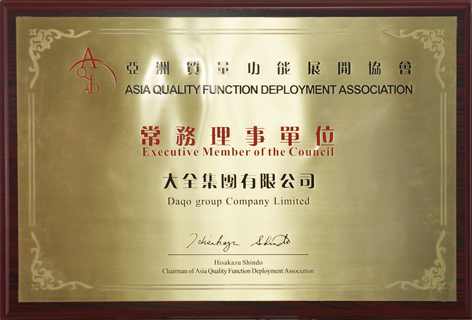 亞洲質量功能展開協會
ASIA QUALITY FUNCTION DEPLOYMENT ASSOCIATION
常務理事單位
Executive Member of the Council
大全集團有限公司
Daqo group Company Limited
Hisakazu Shindo
Chairman of Asia Quality Function Deployment Association